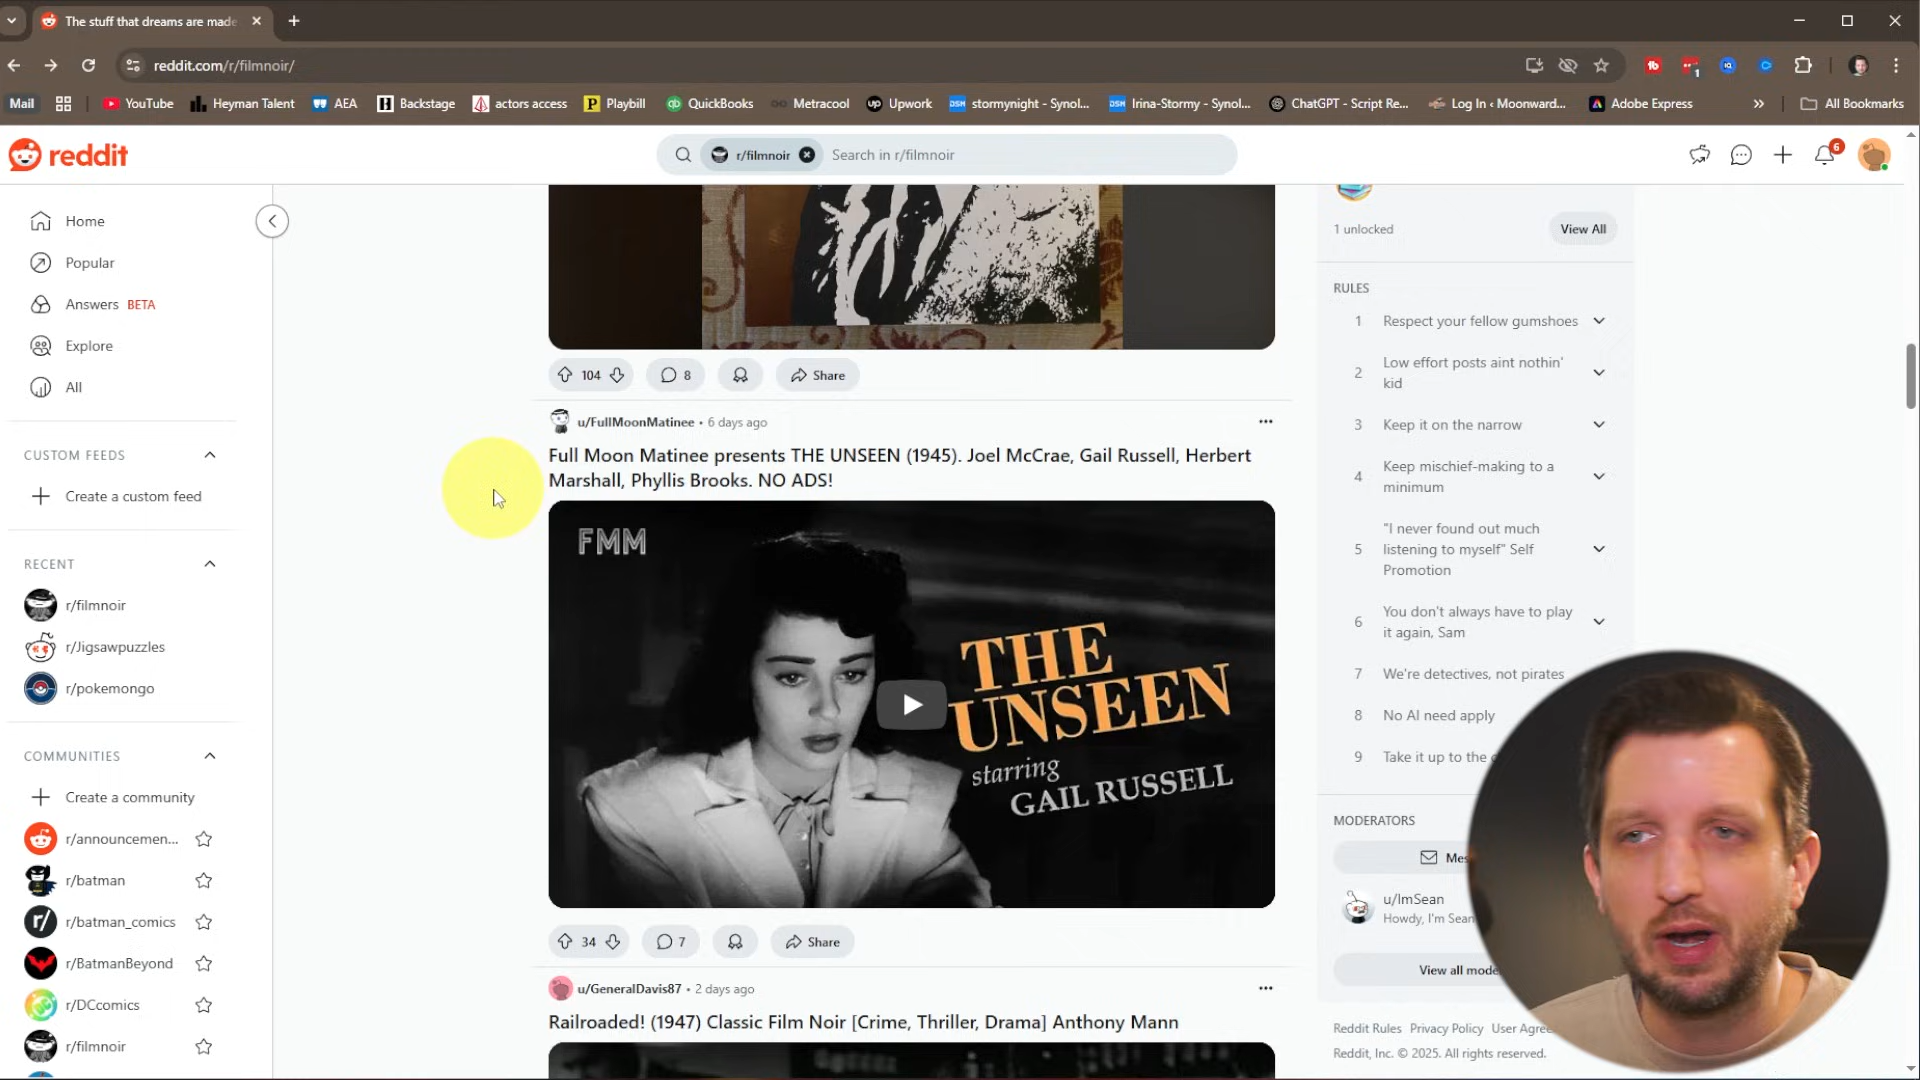 The stuff that dreams are made
reddit.com/r/filmnoir/
1
Mail
YouTube
Heyman Talent
AEA
Backstage
actors access
Playbill
QuickBooks
Metracool
Upwork
stormynight - Synol...
Irina-Stormy - Synol...
ChatGPT - Script Re...
Log In ‹ Moonward...
Adobe Express
»
All Bookmarks
reddit
r/filmnoir
Search in r/filmnoir
6
Home
Popular
Answers BETA
Explore
All
CUSTOM FEEDS
Create a custom feed
RECENT
r/filmnoir
r/Jigsawpuzzles
r/pokemongo
COMMUNITIES
Create a community
r/announcemen...
r/batman
r/batman_comics
r/BatmanBeyond
r/DCcomics
r/filmnoir
104
8
Share
u/FullMoonMatinee • 6 days ago
Full Moon Matinee presents THE UNSEEN (1945). Joel McCrae, Gail Russell, Herbert
Marshall, Phyllis Brooks. NO ADS!
FMM
THE
UNSEEN
starring
GAIL RUSSELL
34
7
Share
u/GeneralDavis87 • 2 days ago
Railroaded! (1947) Classic Film Noir [Crime, Thriller, Drama] Anthony Mann
1 unlocked
View All
RULES
1 Respect your fellow gumshoes
2 Low effort posts aint nothin'
kid
3 Keep it on the narrow
4 Keep mischief-making to a
minimum
5 "I never found out much
listening to myself" Self
Promotion
6 You don't always have to play
it again, Sam
7 We're detectives, not pirates
8 No AI need apply
9 Take it up to the
MODERATORS
u/ImSean
Howdy, I'm Sean
View all
Reddit Rules Privacy Policy User
Reddit, Inc. © 2025. All rights reserved.